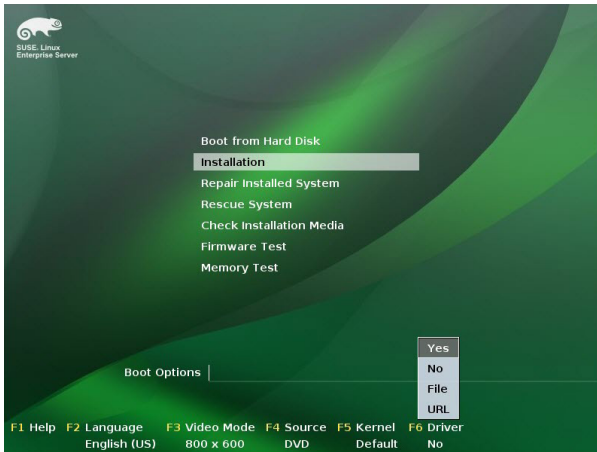 SUSE. Linux
Enterprise Server
Boot from Hard Disk
Installation
Repair Installed System
Rescue System
Check Installation Media
Firmware Test
Memory Test
Yes
No
File
URL
Boot Options
F1 Help F2 Language F3 Video Mode F4 Source F5 Kernel F6 Driver
English (US) 800 x 600 DVD Default No